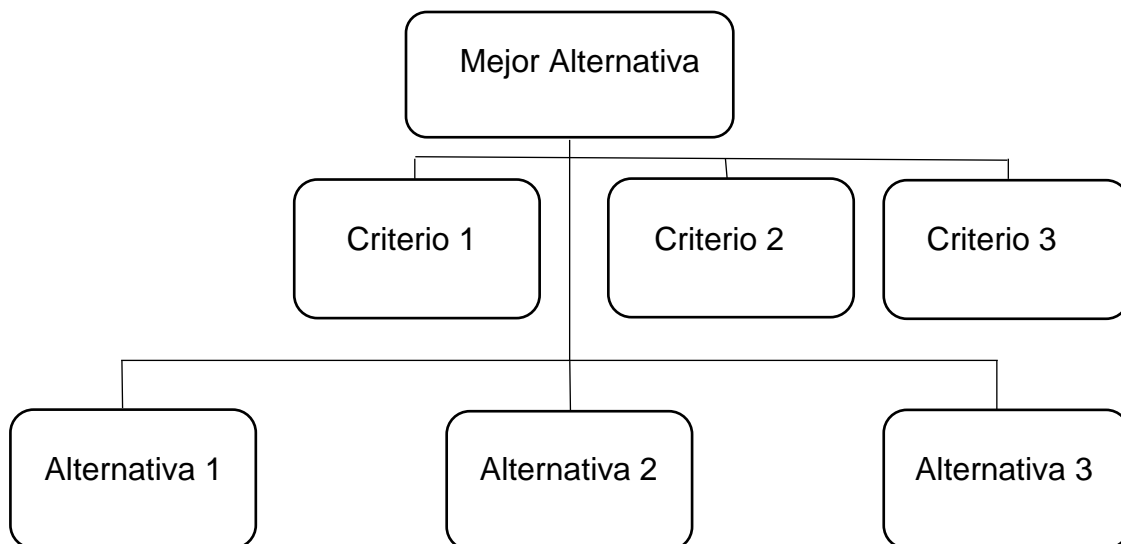 Mejor Alternativa
Criterio 1
Criterio 2
Criterio 3
Alternativa 1
Alternativa 2
Alternativa 3